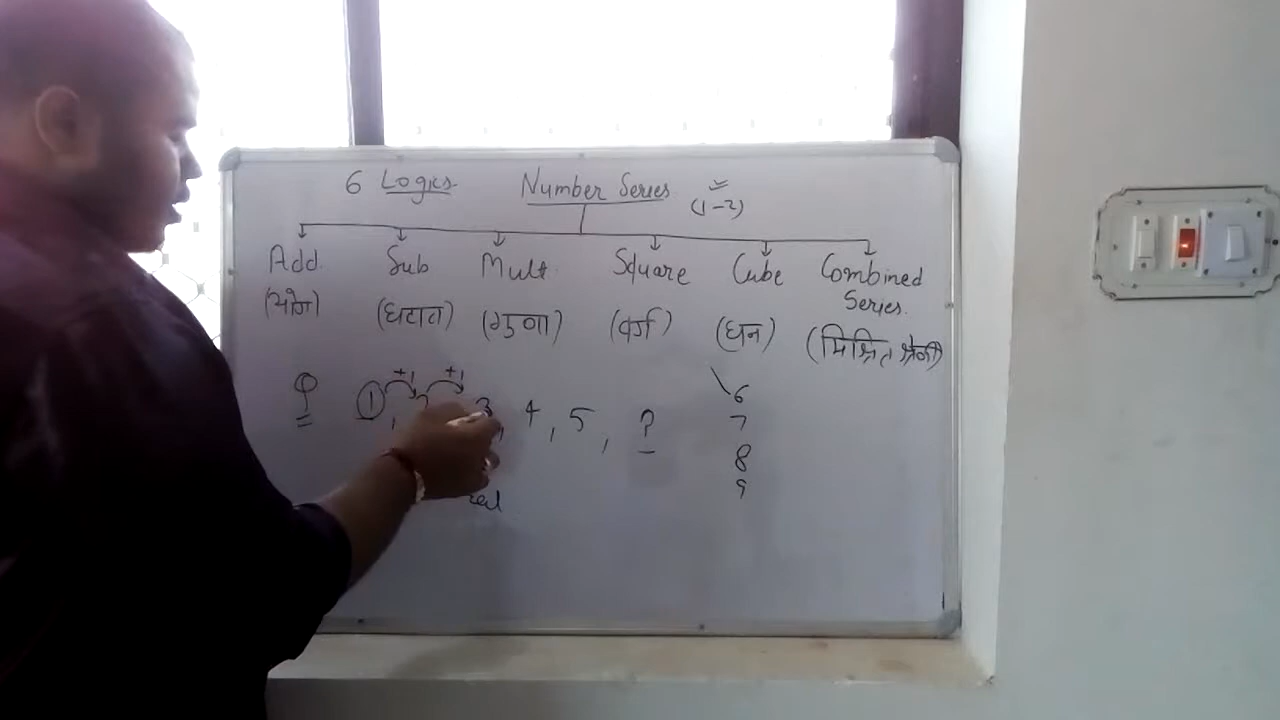 6 Logics Number Series (1-2)
Add. Sub Mult. Square Cube Combined Series.
(योग) (घटाव) (गुणा) (वर्ग) (घन) (मिश्रित श्रेणी)
+1 +1
Q 1, 2, 3, 4, 5, ?
6
7
8
9